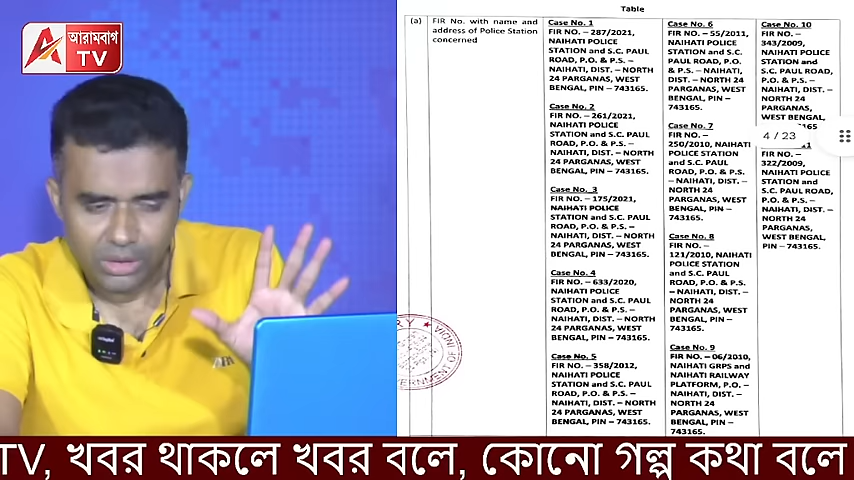 আরামবাগ
TV
Table
(a)
FIR No. with name and
address of Police Station
concerned
Case No. 1
FIR NO. – 287/2021,
NAIHATI POLICE
STATION and S.C. PAUL
ROAD, P.O. & P.S. –
NAIHATI, DIST. – NORTH
24 PARGANAS, WEST
BENGAL, PIN – 743165.
Case No. 2
FIR NO. – 261/2021,
NAIHATI POLICE
STATION and S.C. PAUL
ROAD, P.O. & P.S. –
NAIHATI, DIST. – NORTH
24 PARGANAS, WEST
BENGAL, PIN – 743165.
Case No. 3
FIR NO. – 175/2021,
NAIHATI POLICE
STATION and S.C. PAUL
ROAD, P.O. & P.S. –
NAIHATI, DIST. – NORTH
24 PARGANAS, WEST
BENGAL, PIN – 743165.
Case No. 4
FIR NO. – 633/2020,
NAIHATI POLICE
STATION and S.C. PAUL
ROAD, P.O. & P.S. –
NAIHATI, DIST. – NORTH
24 PARGANAS, WEST
BENGAL, PIN – 743165.
Case No. 5
FIR NO. – 358/2012,
NAIHATI POLICE
STATION and S.C. PAUL
ROAD, P.O. & P.S. –
NAIHATI, DIST. – NORTH
24 PARGANAS, WEST
BENGAL, PIN – 743165.
Case No. 6
FIR NO. – 55/2011,
NAIHATI POLICE
STATION and S.C.
PAUL ROAD, P.O.
& P.S. – NAIHATI,
DIST. – NORTH 24
PARGANAS, WEST
BENGAL, PIN –
743165.
Case No. 7
FIR NO. –
250/2010, NAIHATI
POLICE STATION
and S.C. PAUL
ROAD, P.O. & P.S.
– NAIHATI, DIST. –
NORTH 24
PARGANAS, WEST
BENGAL, PIN –
743165.
Case No. 8
FIR NO. –
121/2010, NAIHATI
POLICE STATION
and S.C. PAUL
ROAD, P.O. & P.S.
– NAIHATI, DIST. –
NORTH 24
PARGANAS, WEST
BENGAL, PIN –
743165.
Case No. 9
FIR NO. – 06/2010,
NAIHATI GRPS and
NAIHATI RAILWAY
PLATFORM, P.O. –
NAIHATI, DIST. –
NORTH 24
PARGANAS, WEST
BENGAL, PIN –
743165.
Case No. 10
FIR NO. –
343/2009,
NAIHATI POLICE
STATION and
S.C. PAUL ROAD,
P.O. & P.S. –
NAIHATI, DIST. –
NORTH 24
PARGANAS,
WEST BENGAL,
4 / 23
FIR NO. –
322/2009,
NAIHATI POLICE
STATION and
S.C. PAUL ROAD,
P.O. & P.S. –
NAIHATI, DIST. –
NORTH 24
PARGANAS,
WEST BENGAL,
PIN – 743165.
TV, খবর থাকলে খবর বলে, কোনো গল্প কথা বলে